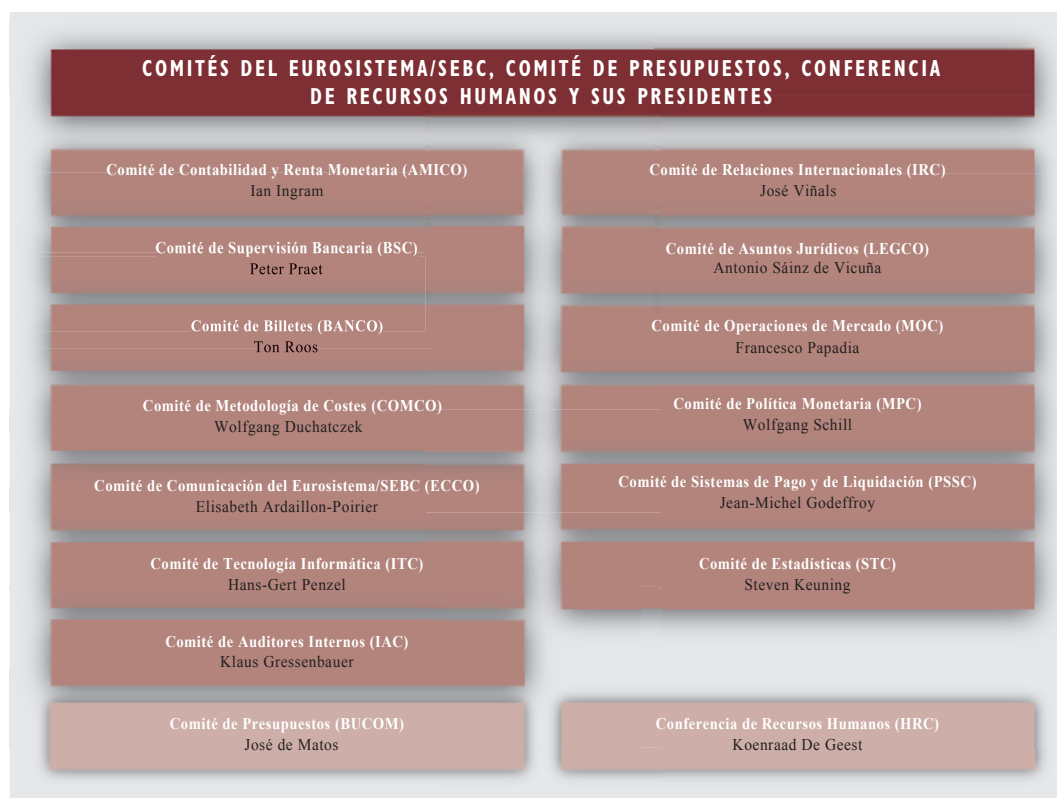 COMITÉS DEL EUROSISTEMA/SEBC, COMITÉ DE PRESUPUESTOS, CONFERENCIA
DE RECURSOS HUMANOS Y SUS PRESIDENTES
Comité de Contabilidad y Renta Monetaria (AMICO)
Ian Ingram
Comité de Supervisión Bancaria (BSC)
Peter Praet
Comité de Billetes (BANCO)
Ton Roos
Comité de Metodología de Costes (COMCO)
Wolfgang Duchatczek
Comité de Comunicación del Eurosistema/SEBC (ECCO)
Elisabeth Ardaillon-Poirier
Comité de Tecnología Informática (ITC)
Hans-Gert Penzel
Comité de Auditores Internos (IAC)
Klaus Gressenbauer
Comité de Presupuestos (BUCOM)
José de Matos
Comité de Relaciones Internacionales (IRC)
José Viñals
Comité de Asuntos Jurídicos (LEGCO)
Antonio Sáinz de Vicuña
Comité de Operaciones de Mercado (MOC)
Francesco Papadia
Comité de Política Monetaria (MPC)
Wolfgang Schill
Comité de Sistemas de Pago y de Liquidación (PSSC)
Jean-Michel Godeffroy
Comité de Estadísticas (STC)
Steven Keuning
Conferencia de Recursos Humanos (HRC)
Koenraad De Geest